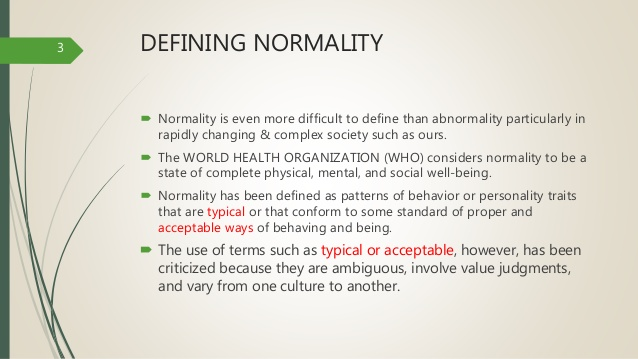 3
DEFINING NORMALITY
Normality is even more difficult to define than abnormality particularly in
rapidly changing & complex society such as ours.
The WORLD HEALTH ORGANIZATION (WHO) considers normality to be a
state of complete physical, mental, and social well-being.
Normality has been defined as patterns of behavior or personality traits
that are typical or that conform to some standard of proper and
acceptable ways of behaving and being.
The use of terms such as typical or acceptable, however, has been
criticized because they are ambiguous, involve value judgments,
and vary from one culture to another.